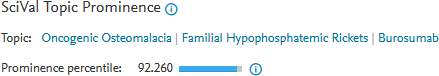 SciVal Topic Prominence
Topic: Oncogenic Osteomalacia | Familial Hypophosphatemic Rickets | Burosumab
Prominence percentile: 92.260